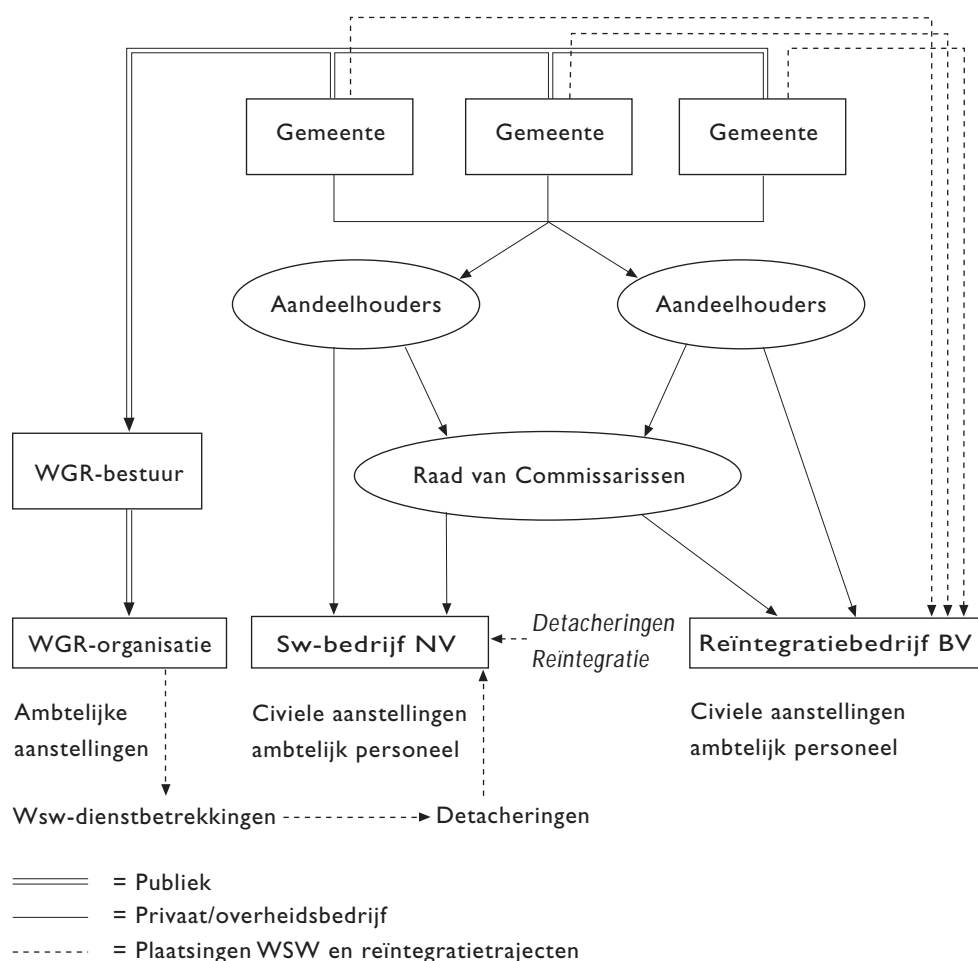 Gemeente
Gemeente
Gemeente
Aandeelhouders
Aandeelhouders
WGR-bestuur
Raad van Commissarissen
WGR-organisatie
Sw-bedrijf NV
Detacheringen
Reïntegratie
Reïntegratiebedrijf BV
Ambtelijke
aanstellingen
Civiele aanstellingen
ambtelijk personeel
Civiele aanstellingen
ambtelijk personeel
Wsw-dienstbetrekkingen
Detacheringen
= Publiek
= Privaat/overheidsbedrijf
= Plaatsingen WSW en reïntegratietrajecten